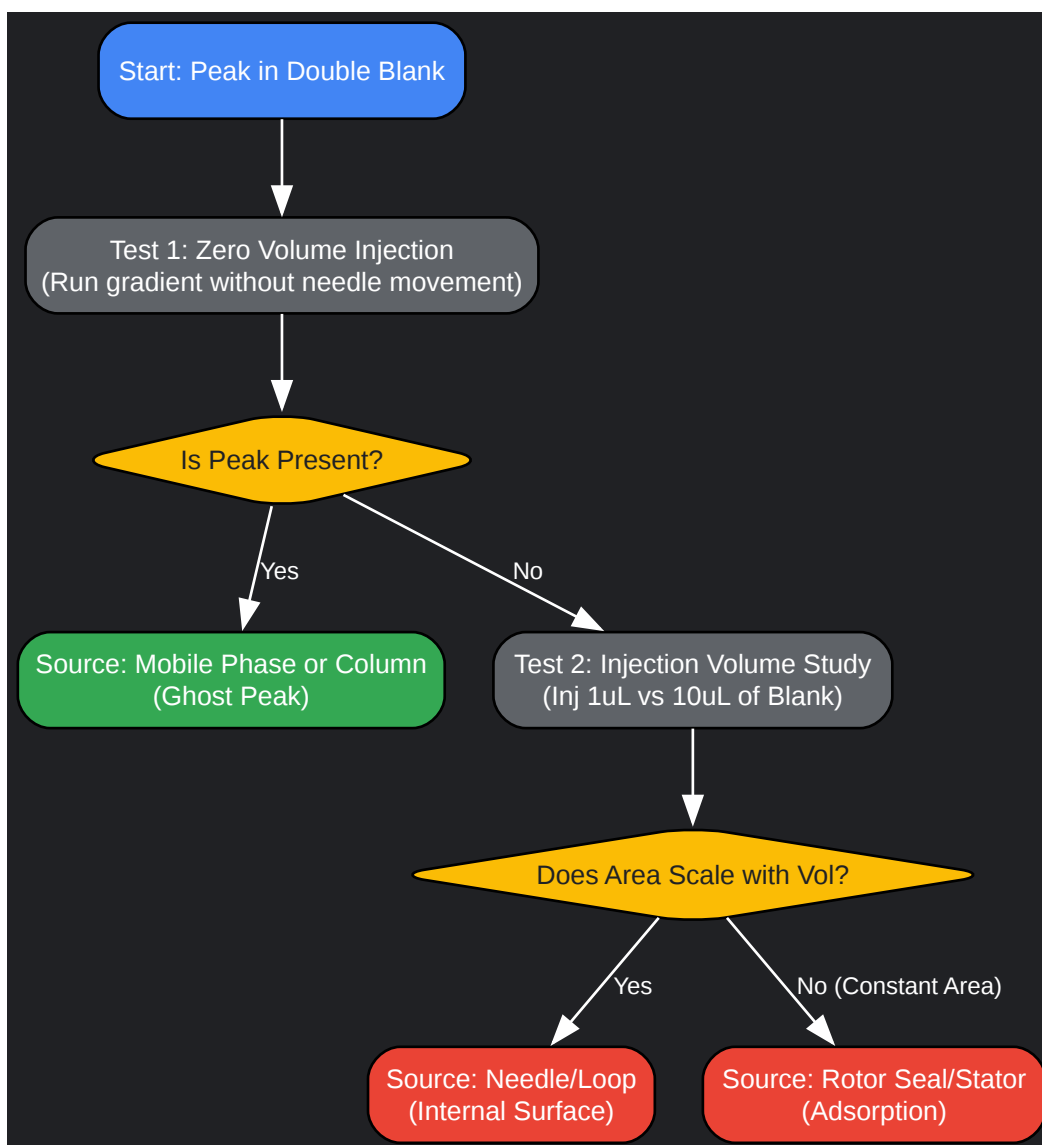 Start: Peak in Double Blank
Test 1: Zero Volume Injection
(Run gradient without needle movement)
Is Peak Present?
Yes
No
Source: Mobile Phase or Column
(Ghost Peak)
Test 2: Injection Volume Study
(Inj 1uL vs 10uL of Blank)
Does Area Scale with Vol?
Yes
No (Constant Area)
Source: Needle/Loop
(Internal Surface)
Source: Rotor Seal/Stator
(Adsorption)